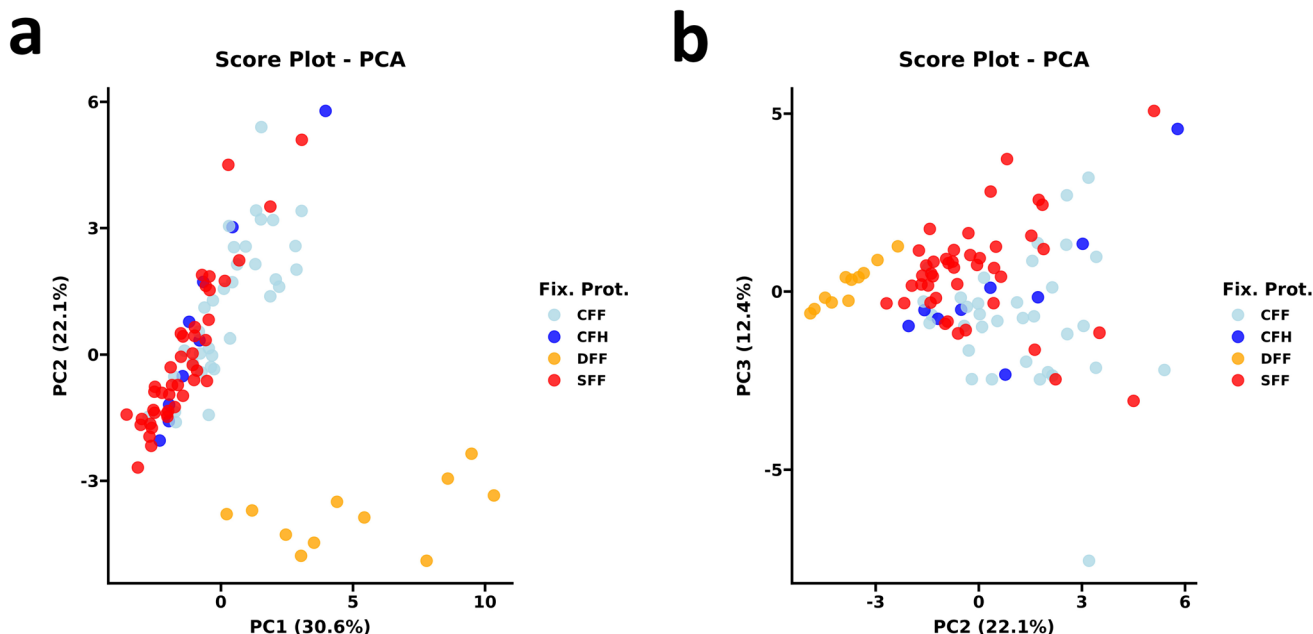 a
Score Plot - PCA
6
3
0
-3
PC2 (22.1%)
0
5
10
PC1 (30.6%)
Fix. Prot.
CFF
CFH
DFF
SFF
b
Score Plot - PCA
5
0
-5
PC3 (12.4%)
-3
0
3
6
PC2 (22.1%)
Fix. Prot.
CFF
CFH
DFF
SFF